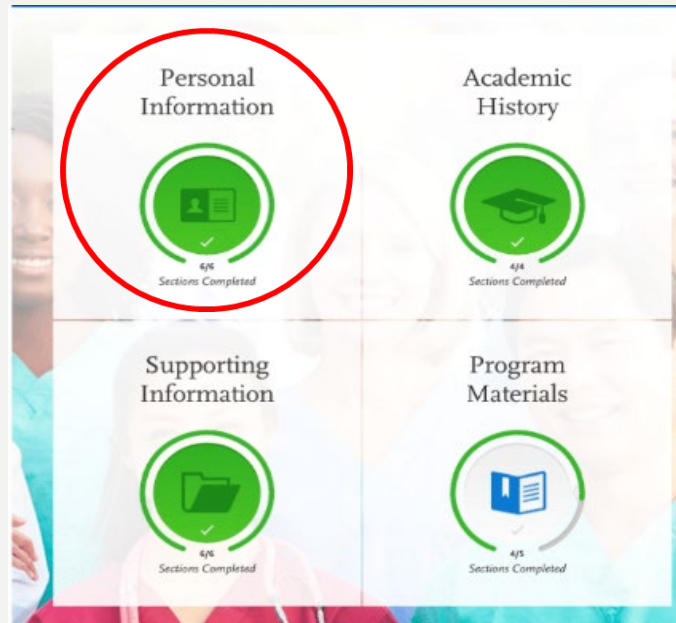 Personal
Information
6/6
Sections Completed
Academic
History
4/4
Sections Completed
Supporting
Information
6/6
Sections Completed
Program
Materials
4/5
Sections Completed